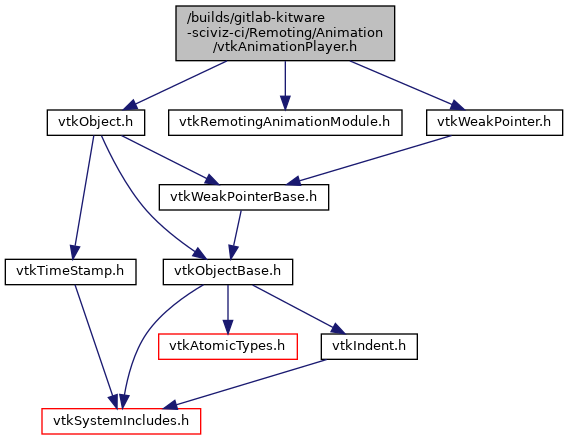 /builds/gitlab-kitware
-sciviz-ci/Remoting/Animation
/vtkAnimationPlayer.h
vtkObject.h
vtkRemotingAnimationModule.h
vtkWeakPointer.h
vtkWeakPointerBase.h
vtkTimeStamp.h
vtkObjectBase.h
vtkAtomicTypes.h
vtkIndent.h
vtkSystemIncludes.h